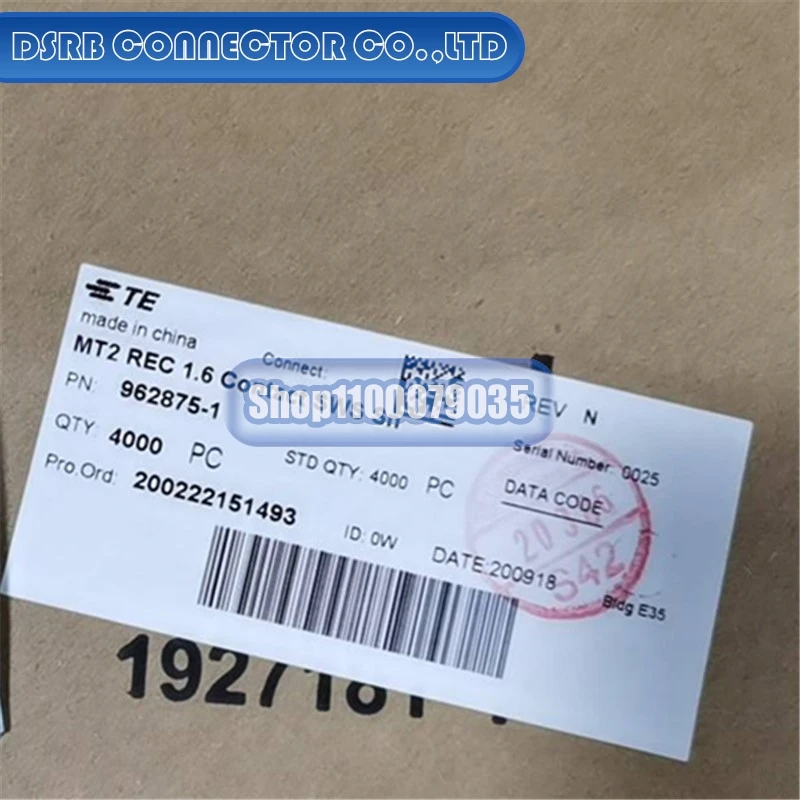 DSRB CONNECTOR CO.,LTD
TE
made in china
Connect:
MT2 REC 1.6
REV N
PN: 962875-1
Shop1100379035
Serial Number: 0025
QTY: 4000 PC
STD QTY: 4000 PC
DATA CODE
Pro.Ord: 200222151493
ID: 0W
DATE:200918
642
Bldg E35